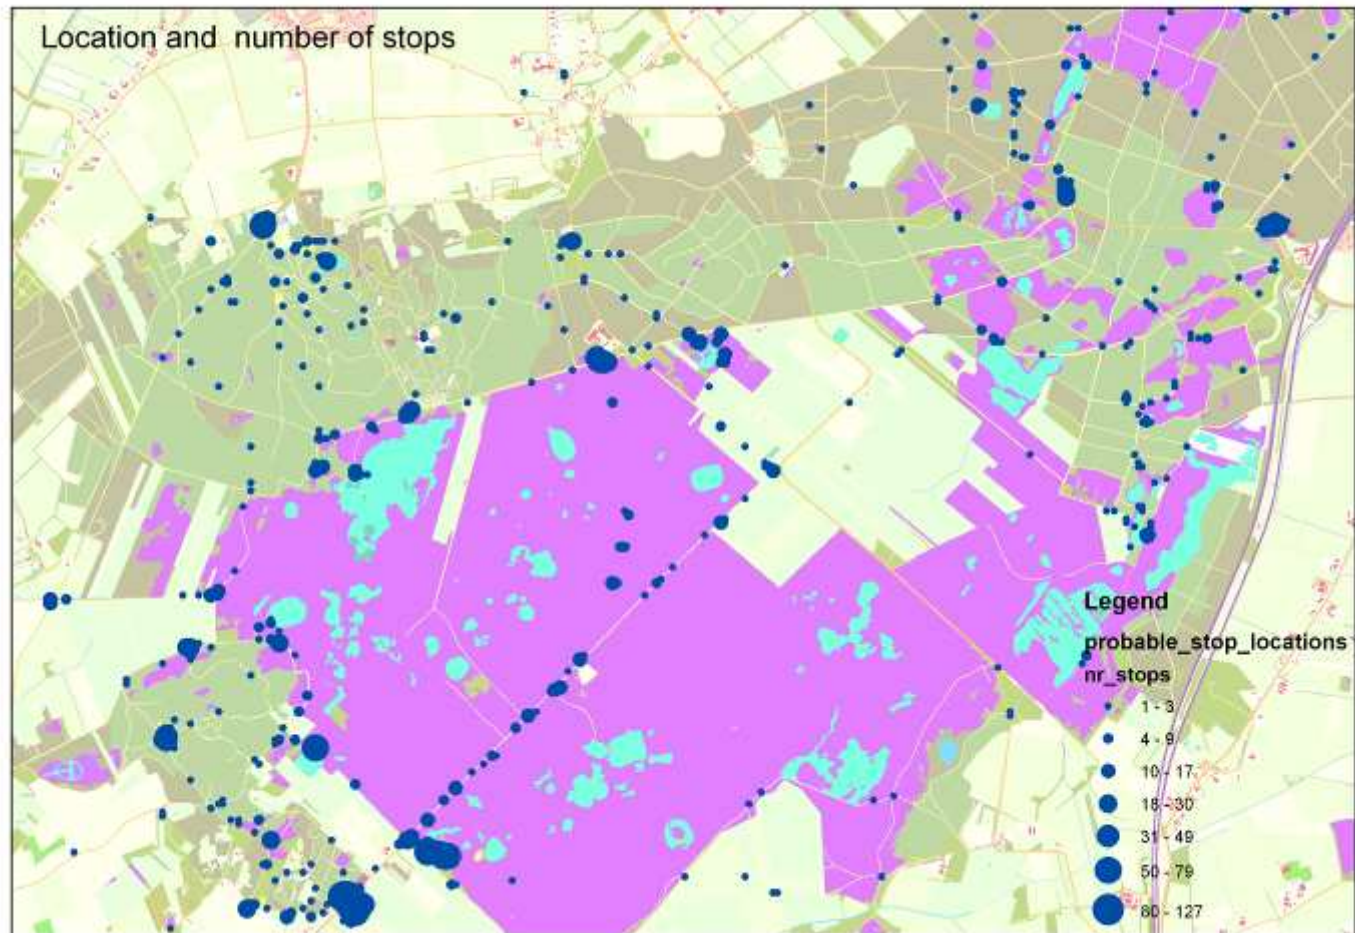 Location and  number of stops
Legend
probable_stop_locations
nr_stops
1 - 3
4 - 9
10 - 17
18 - 30
31 - 49
50 - 79
80 - 127